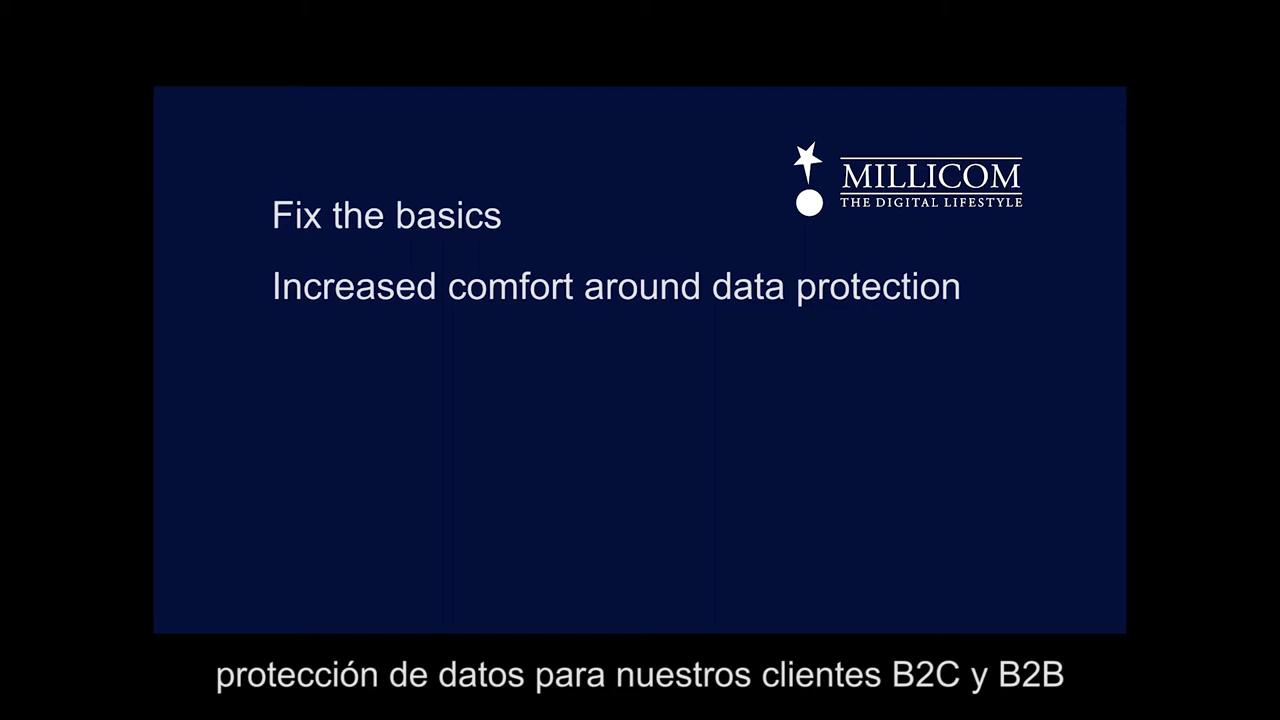 MILLICOM
THE DIGITAL LIFESTYLE
Fix the basics
Increased comfort around data protection
protección de datos para nuestros clientes B2C y B2B